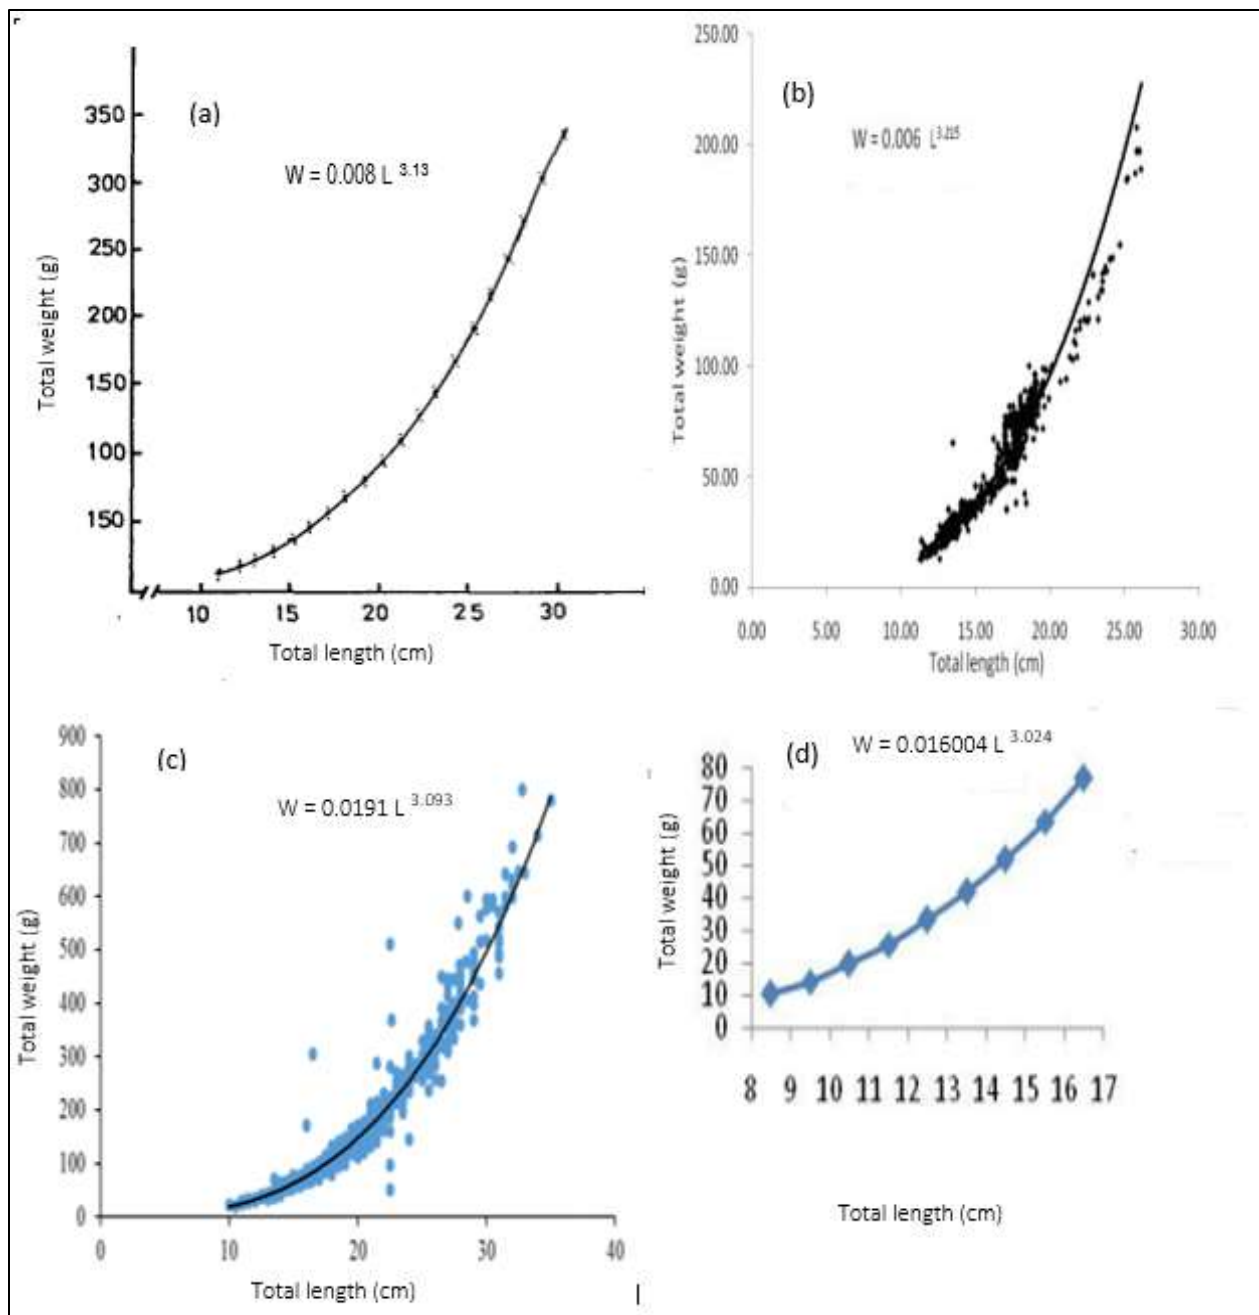 (a)
W = 0.008 L 3.13
350
300
250
200
150
100
150
10 15 20 25 30
Total weight (g)
Total length (cm)
(b)
W = 0.006 L3.215
250.00
200.00
150.00
100.00
50.00
0.00
0.00 5.00 10.00 15.00 20.00 25.00 30.00
Total weight (g)
Total length (cm)
(c)
W = 0.0191 L 3.093
900
800
700
600
500
400
300
200
100
0
0 10 20 30 40
Total weight (g)
Total length (cm)
(d)
W = 0.016004 L 3.024
80
70
60
50
40
30
20
10
0
8 9 10 11 12 13 14 15 16 17
Total weight (g)
Total length (cm)